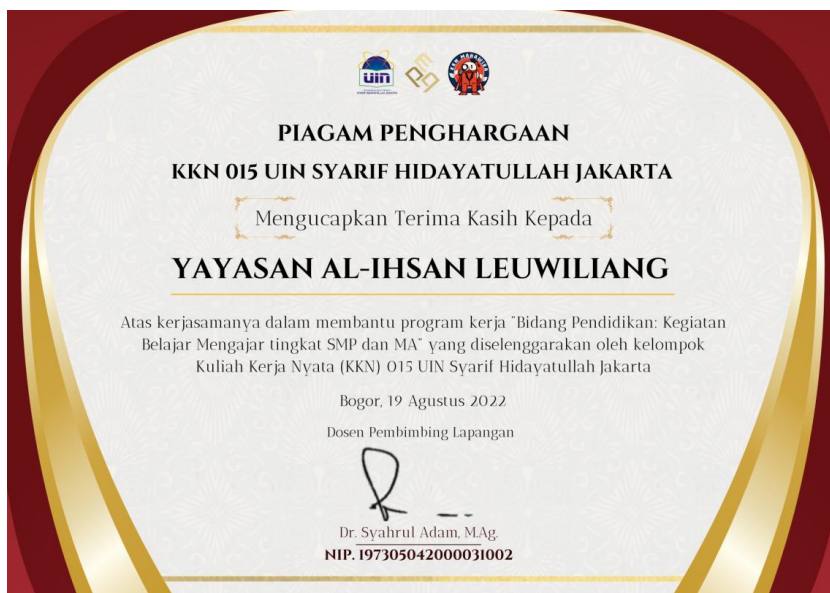 uin
PIAGAM PENGHARGAAN
KKN 015 UIN SYARIF HIDAYATULLAH JAKARTA
Mengucapkan Terima Kasih Kepada
YAYASAN AL-IHSAN LEUWILIANG
Atas kerjasamanya dalam membantu program kerja "Bidang Pendidikan: Kegiatan
Belajar Mengajar tingkat SMP dan MA" yang diselenggarakan oleh kelompok
Kuliah Kerja Nyata (KKN) 015 UIN Syarif Hidayatullah Jakarta
Bogor, 19 Agustus 2022
Dosen Pembimbing Lapangan
Dr. Syahrul Adam, M.Ag.
NIP. 197305042000031002